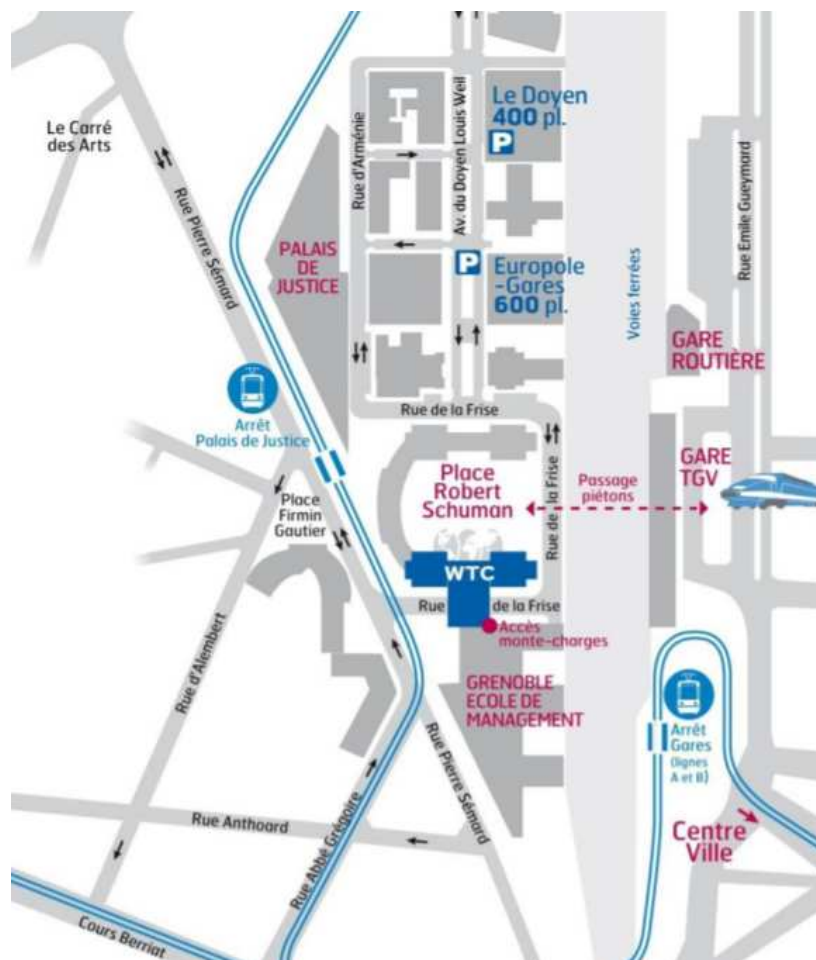 Le Carré
des Arts
Rue Pierre Sémard
Rue d'Arménie
Av. du Doyen Louis Weil
Le Doyen
400 pl.
P
PALAIS
DE
JUSTICE
P
Europole
-Gares
600 pl.
Voies ferrées
Rue Emile Gueymard
GARE
ROUTIÈRE
Arrêt
Palais de Justice
Rue de la Frise
Place
Robert
Schuman
Rue de la Frise
Passage
piétons
GARE
TGV
Place
Firmin
Gautier
WTC
Rue de la Frise
Accès
monte-charges
Rue d'Alembert
GRENOBLE
ECOLE DE
MANAGEMENT
Arrêt
Gares
(lignes
A et B)
Rue Pierre Sémard
Rue Anthoard
Rue Abbé Grégoire
Centre
Ville
Cours Berriat